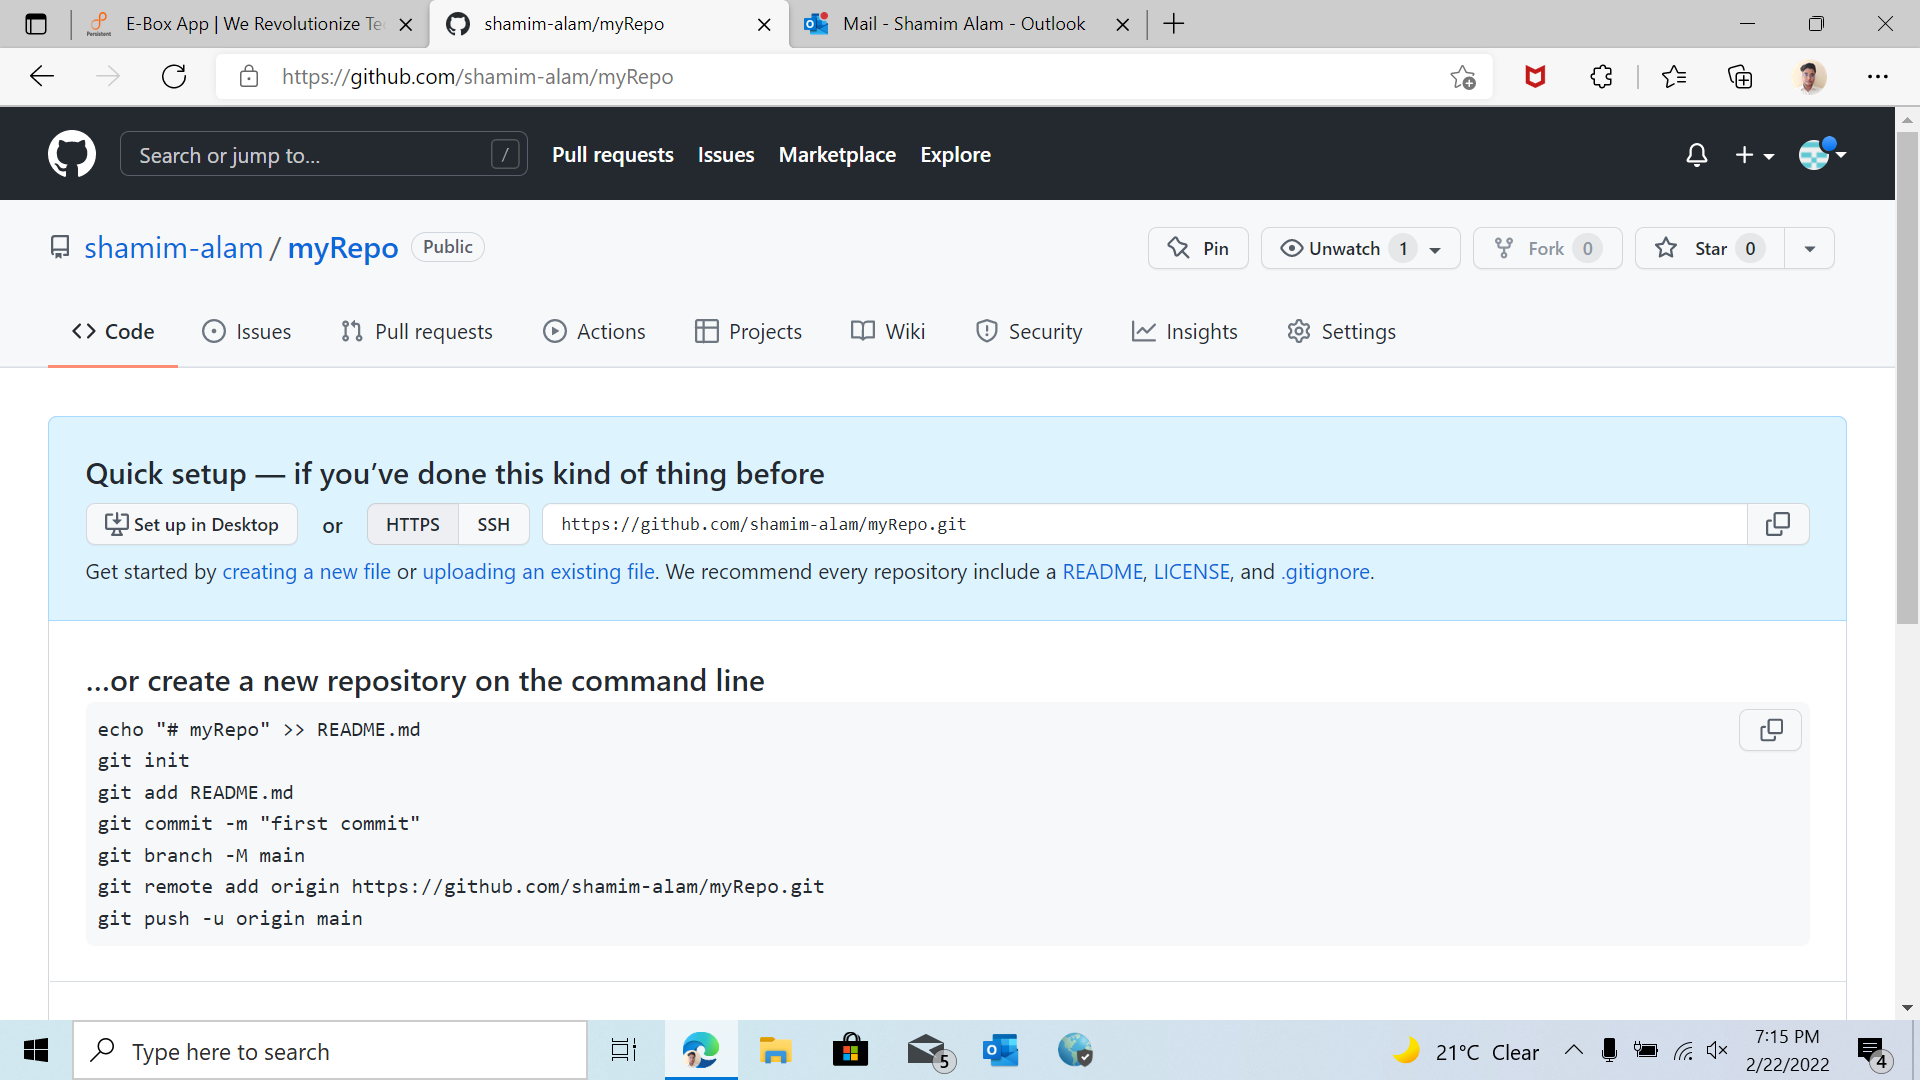 E-Box App | We Revolutionize Te
shamim-alam/myRepo
Mail - Shamim Alam - Outlook
Persistent
https://github.com/shamim-alam/myRepo
Search or jump to...
/
Pull requests
Issues
Marketplace
Explore
shamim-alam / myRepo
Public
Pin
Unwatch 1
Fork 0
Star 0
Code
Issues
Pull requests
Actions
Projects
Wiki
Security
Insights
Settings
Quick setup — if you’ve done this kind of thing before
Set up in Desktop
or
HTTPS
SSH
https://github.com/shamim-alam/myRepo.git
Get started by creating a new file or uploading an existing file. We recommend every repository include a README, LICENSE, and .gitignore.
…or create a new repository on the command line
echo "# myRepo" >> README.md
git init
git add README.md
git commit -m "first commit"
git branch -M main
git remote add origin https://github.com/shamim-alam/myRepo.git
git push -u origin main
Type here to search
5
21°C Clear
7:15 PM
2/22/2022
4